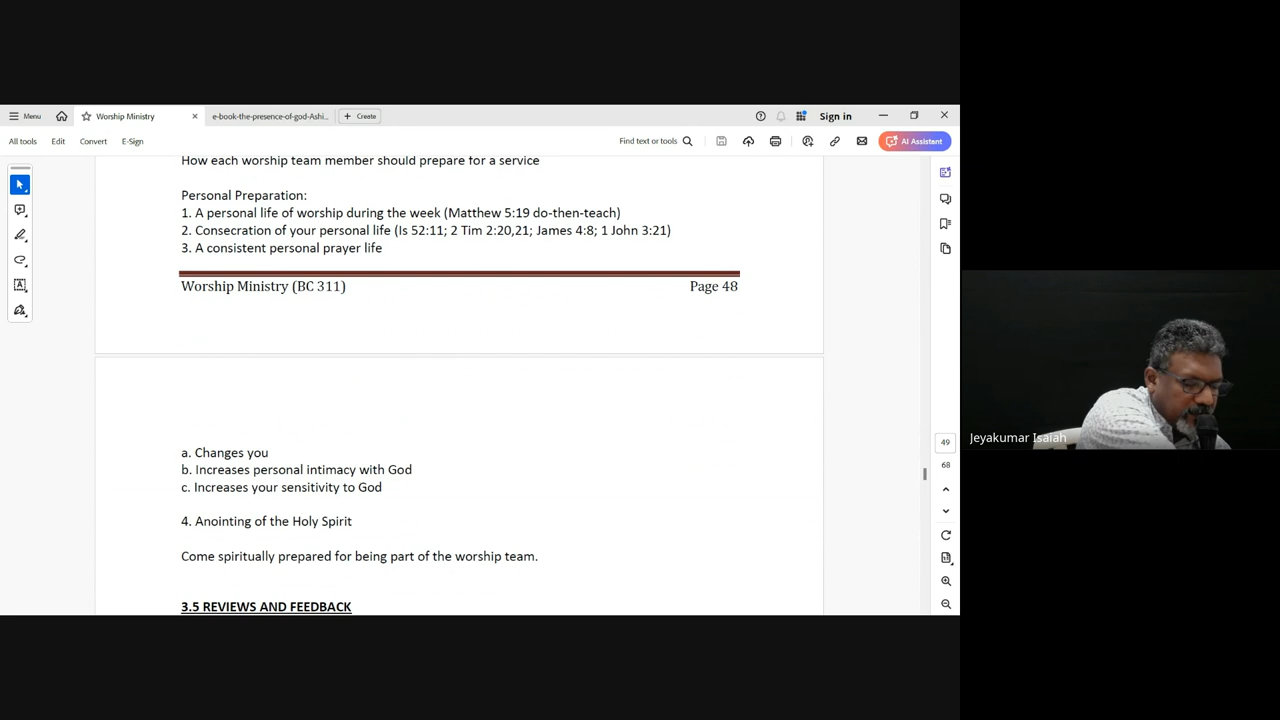 Menu
Worship Ministry
e-book-the-presence-of-god-Ashi...
Create
Sign in
All tools
Edit
Convert
E-Sign
Find text or tools
AI Assistant
How each worship team member should prepare for a service
Personal Preparation:
1. A personal life of worship during the week (Matthew 5:19 do-then-teach)
2. Consecration of your personal life (Is 52:11; 2 Tim 2:20,21; James 4:8; 1 John 3:21)
3. A consistent personal prayer life
Worship Ministry (BC 311) Page 48
a. Changes you
b. Increases personal intimacy with God
c. Increases your sensitivity to God
4. Anointing of the Holy Spirit
Come spiritually prepared for being part of the worship team.
3.5 REVIEWS AND FEEDBACK
49
68
Jeyakumar Isaiah